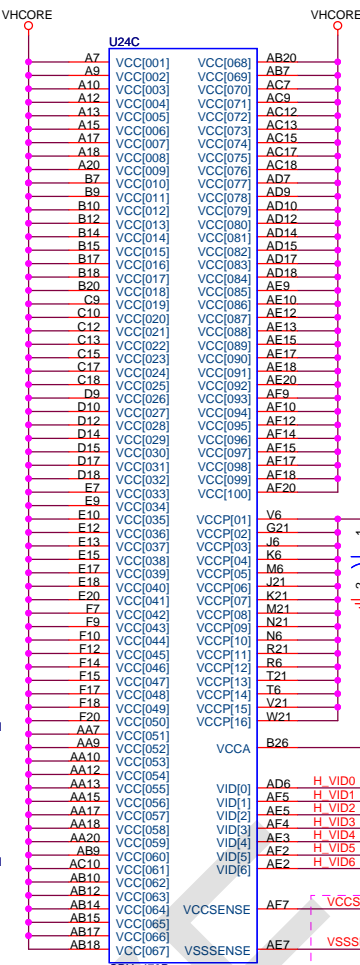 VHCORE VHCORE
U24C
A7 VCC[001] VCC[068] AB20
A9 VCC[002] VCC[069] AB7
A10 VCC[003] VCC[070] AC7
A12 VCC[004] VCC[071] AC9
A13 VCC[005] VCC[072] AC12
A15 VCC[006] VCC[073] AC13
A17 VCC[007] VCC[074] AC15
A18 VCC[008] VCC[075] AC17
A20 VCC[009] VCC[076] AC18
B7 VCC[010] VCC[077] AD7
B9 VCC[011] VCC[078] AD9
B10 VCC[012] VCC[079] AD10
B12 VCC[013] VCC[080] AD12
B14 VCC[014] VCC[081] AD14
B15 VCC[015] VCC[082] AD15
B17 VCC[016] VCC[083] AD17
B18 VCC[017] VCC[084] AD18
B20 VCC[018] VCC[085] AE9
C9 VCC[019] VCC[086] AE10
C10 VCC[020] VCC[087] AE12
C12 VCC[021] VCC[088] AE13
C13 VCC[022] VCC[089] AE15
C15 VCC[023] VCC[090] AE17
C17 VCC[024] VCC[091] AE18
C18 VCC[025] VCC[092] AE20
D9 VCC[026] VCC[093] AF9
D10 VCC[027] VCC[094] AF10
D12 VCC[028] VCC[095] AF12
D14 VCC[029] VCC[096] AF14
D15 VCC[030] VCC[097] AF15
D17 VCC[031] VCC[098] AF17
D18 VCC[032] VCC[099] AF18
E7 VCC[033] VCC[100] AF20
E9 VCC[034]
E10 VCC[035] VCCP[01] V6
E12 VCC[036] VCCP[02] G21
E13 VCC[037] VCCP[03] J6
E15 VCC[038] VCCP[04] K6
E17 VCC[039] VCCP[05] M6
E18 VCC[040] VCCP[06] J21
E20 VCC[041] VCCP[07] K21
F7 VCC[042] VCCP[08] M21
F9 VCC[043] VCCP[09] N21
F10 VCC[044] VCCP[10] N6
F12 VCC[045] VCCP[11] R21
F14 VCC[046] VCCP[12] R6
F15 VCC[047] VCCP[13] T21
F17 VCC[048] VCCP[14] T6
F18 VCC[049] VCCP[15] V21
F20 VCC[050] VCCP[16] W21
AA7 VCC[051]
AA9 VCC[052] VCCA B26
AA10 VCC[053]
AA12 VCC[054]
AA13 VCC[055] VID[0] AD6 H_VID0
AA15 VCC[056] VID[1] AF5 H_VID1
AA17 VCC[057] VID[2] AE5 H_VID2
AA18 VCC[058] VID[3] AF4 H_VID3
AA20 VCC[059] VID[4] AE3 H_VID4
AB9 VCC[060] VID[5] AF2 H_VID5
AC10 VCC[061] VID[6] AE2 H_VID6
AB10 VCC[062]
AB12 VCC[063]
AB14 VCC[064] VCCSENSE AF7 VCCS
AB15 VCC[065]
AB17 VCC[066]
AB18 VCC[067] VSSSENSE AE7 VSSS
1
2